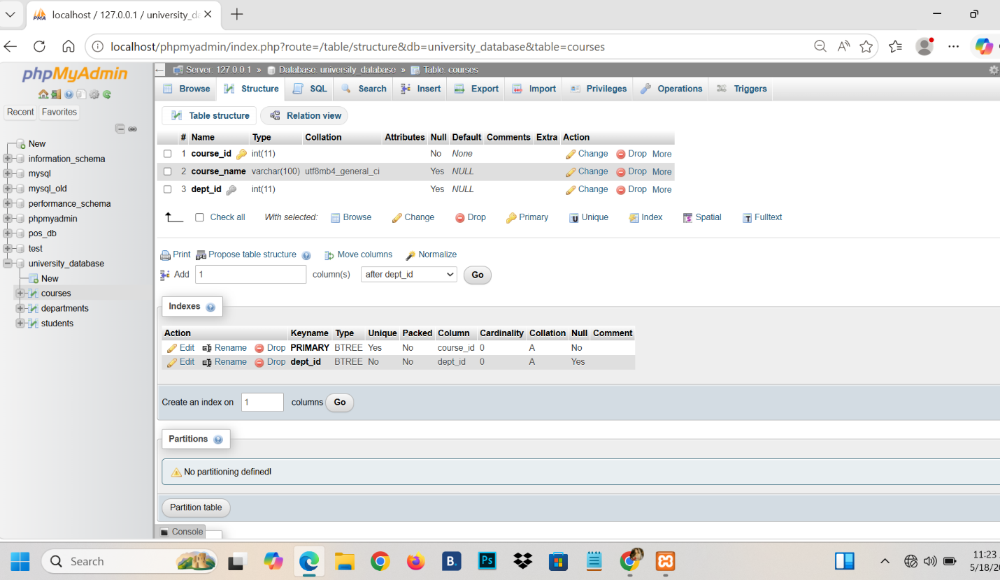 localhost / 127.0.0.1 / university_da
localhost/phpmyadmin/index.php?route=/table/structure&db=university_database&table=courses
phpMyAdmin
Recent Favorites
New
information_schema
mysql
mysql_old
performance_schema
phpmyadmin
pos_db
test
university_database
New
courses
departments
students
Server: 127.0.0.1 » Database: university_database » Table: courses
Browse Structure SQL Search Insert Export Import Privileges Operations Triggers
Table structure Relation view
# Name Type Collation Attributes Null Default Comments Extra Action
1 course_id int(11) No None Change Drop More
2 course_name varchar(100) utf8mb4_general_ci Yes NULL Change Drop More
3 dept_id int(11) Yes NULL Change Drop More
Check all With selected: Browse Change Drop Primary Unique Index Spatial Fulltext
Print Propose table structure Move columns Normalize
Add 1 column(s) after dept_id Go
Indexes
Action Keyname Type Unique Packed Column Cardinality Collation Null Comment
Edit Rename Drop PRIMARY BTREE Yes No course_id 0 A No
Edit Rename Drop dept_id BTREE No No dept_id 0 A Yes
Create an index on 1 columns Go
Partitions
No partitioning defined!
Partition table
Console
Search
11:23
5/18/20